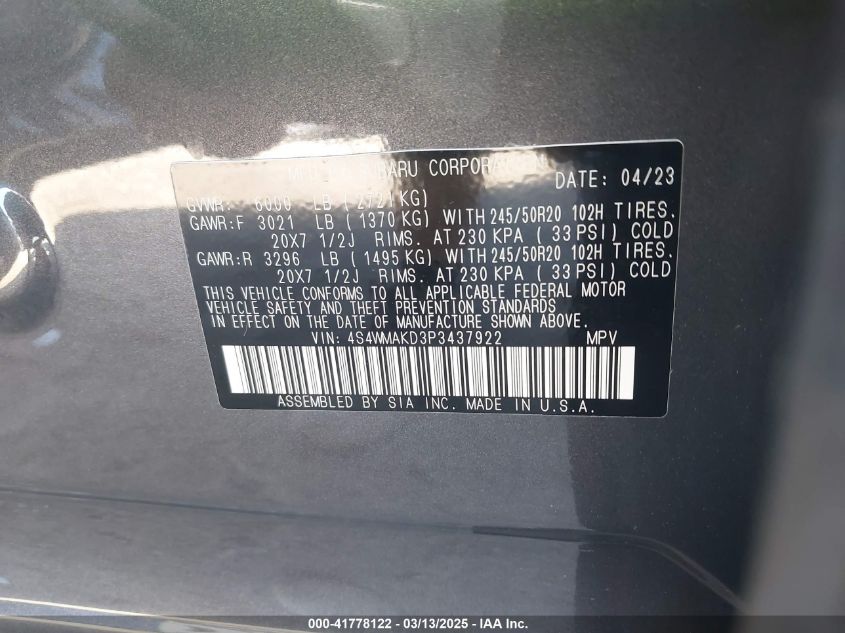 MFD BY SUBARU CORPORATION
DATE: 04/23
GVWR: 6000 LB ( 2721KG)
GAWR:F 3021 LB ( 1370 KG) WITH 245/50R20 102H TIRES.
20X7 1/2J RIMS. AT 230 KPA ( 33 PSI) COLD
GAWR:R 3296 LB ( 1495 KG) WITH 245/50R20 102H TIRES.
20X7 1/2J RIMS. AT 230 KPA ( 33 PSI) COLD
THIS VEHICLE CONFORMS TO ALL APPLICABLE FEDERAL MOTOR
VEHICLE SAFETY AND THEFT PREVENTION STANDARDS
IN EFFECT ON THE DATE OF MANUFACTURE SHOWN ABOVE.
VIN: 4S4WMAKD3P3437922 MPV
ASSEMBLED BY SIA INC. MADE IN U.S.A.
000-41778122 - 03/13/2025 - IAA Inc.